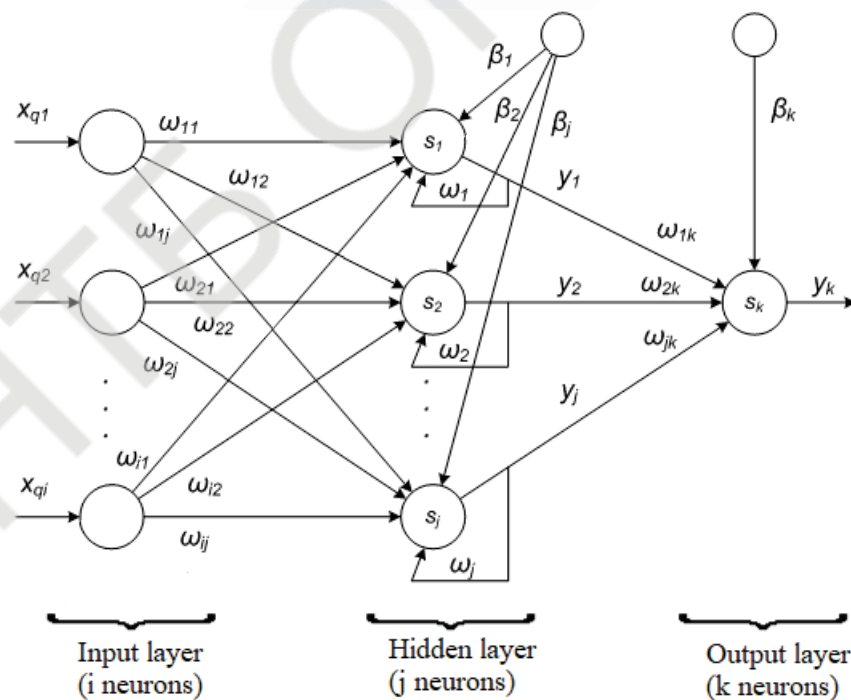 β1
β2
βj
βk
xq1
ω11
s1
ω12
ω1
y1
ω1j
ω1k
xq2
ω21
ω22
s2
y2
ω2k
sk
yk
ω2j
ω2
ωjk
yj
ωi1
xqi
ωi2
ωij
sj
ωj
Input layer
(i neurons)
Hidden layer
(j neurons)
Output layer
(k neurons)
НТБ О